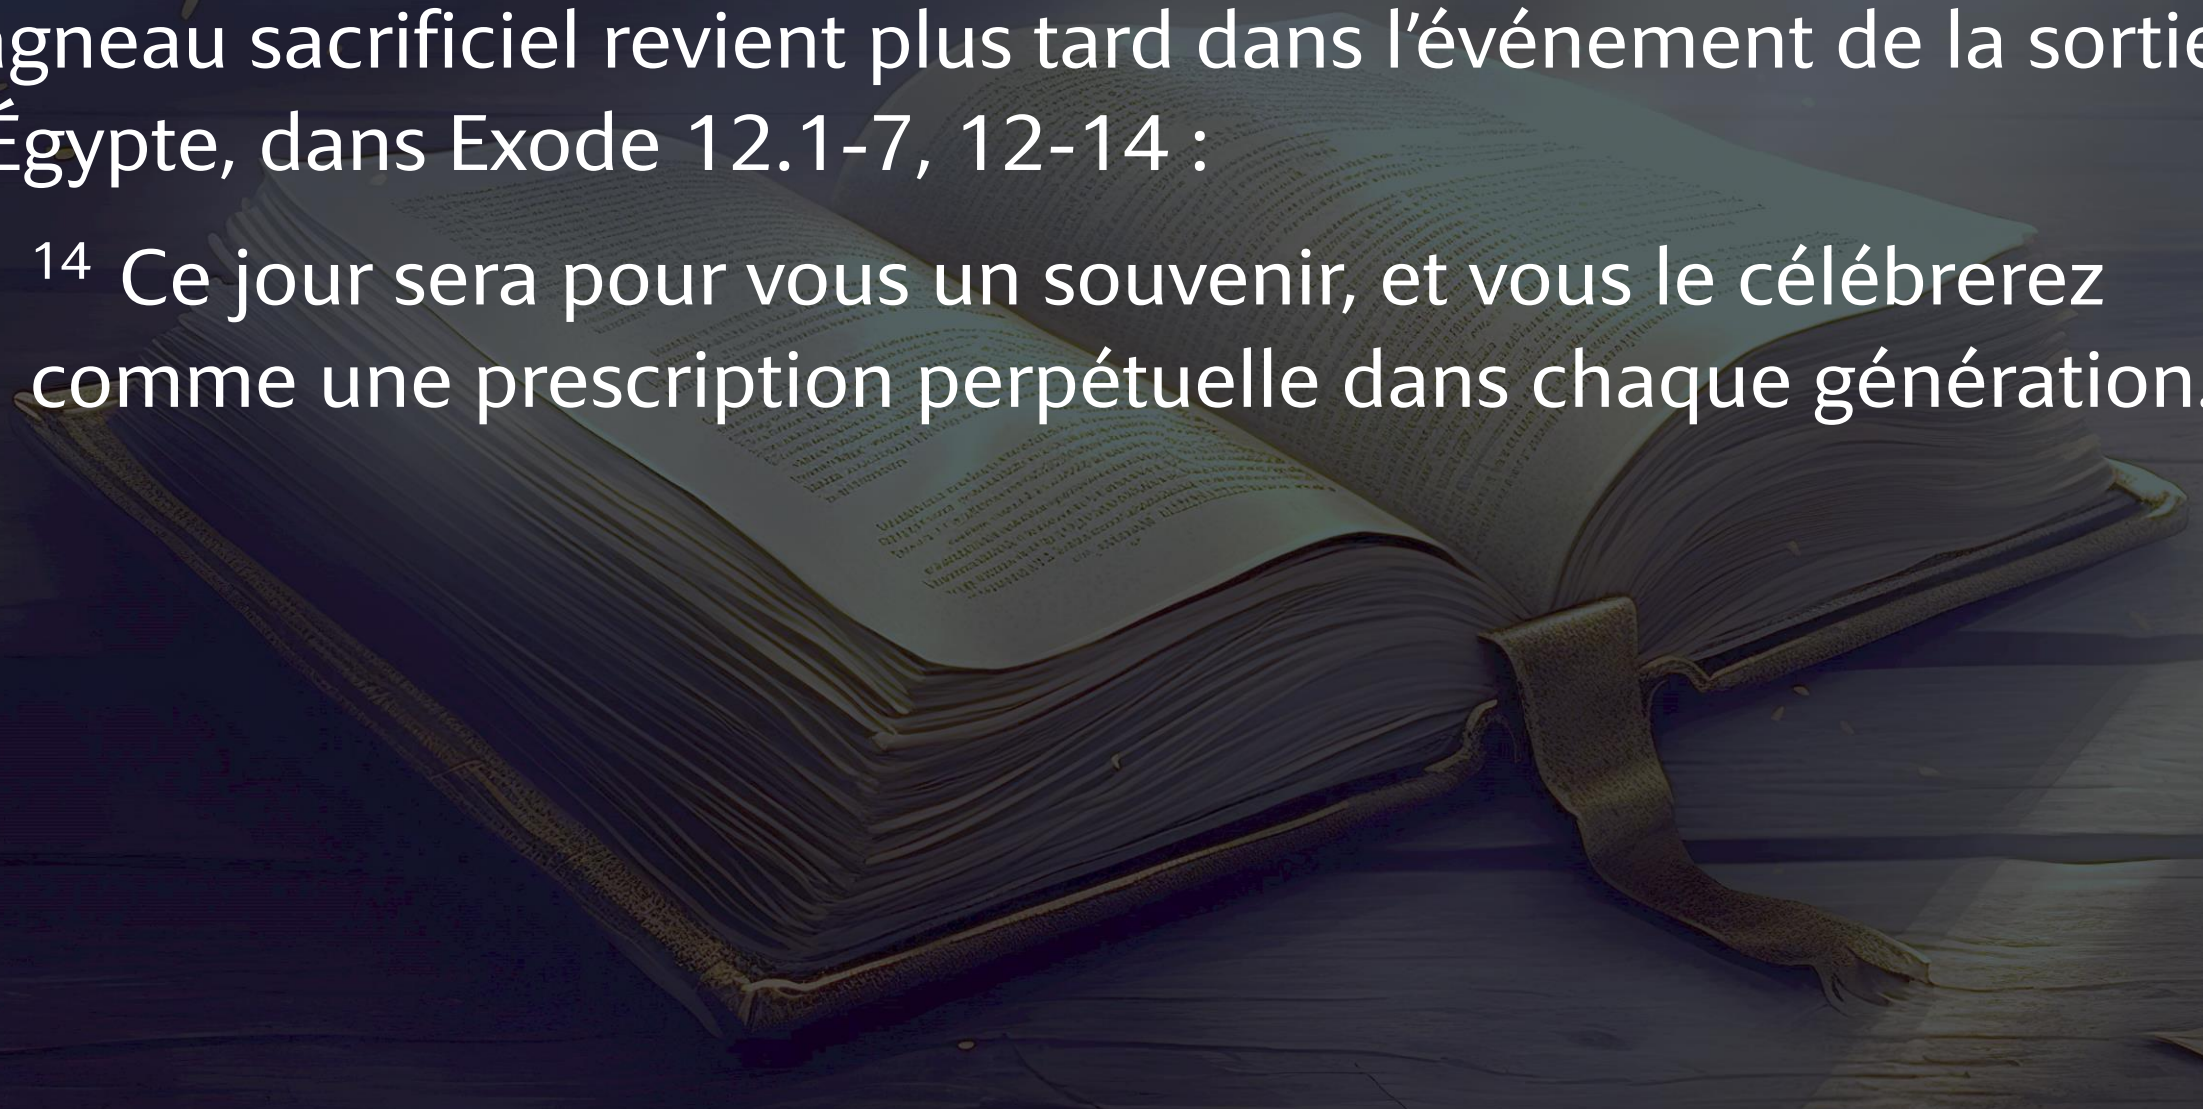 agneau sacrificiel revient plus tard dans l’événement de la sortie
Égypte, dans Exode 12.1-7, 12-14 :
14 Ce jour sera pour vous un souvenir, et vous le célébrerez
comme une prescription perpétuelle dans chaque génération.